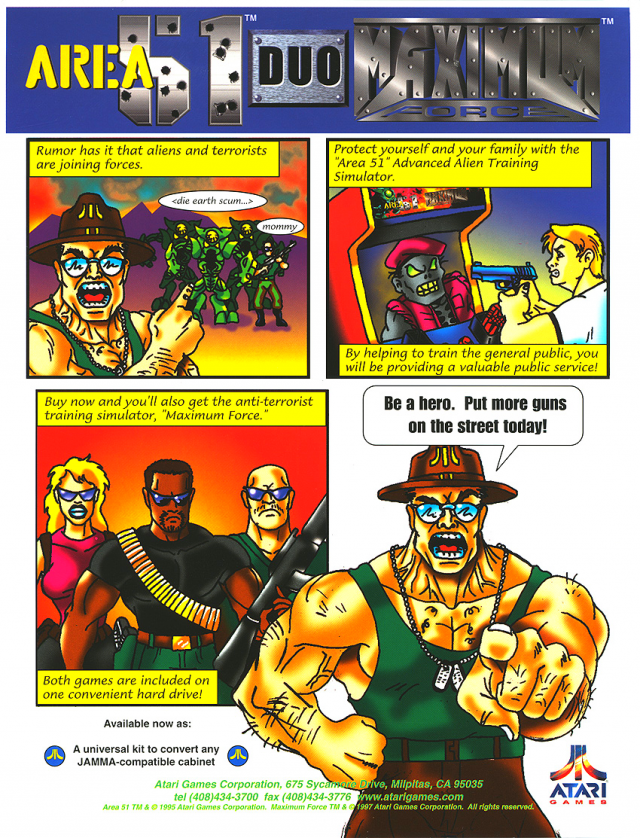 AREA 51™ DUO MAXIMUM FORCE™
Rumor has it that aliens and terrorists
are joining forces.
<die earth scum...>
mommy
Protect yourself and your family with the
"Area 51" Advanced Alien Training
Simulator.
By helping to train the general public, you
will be providing a valuable public service!
Buy now and you'll also get the anti-terrorist
training simulator, "Maximum Force."
Both games are included on
one convenient hard drive!
Be a hero. Put more guns
on the street today!
Available now as:
A universal kit to convert any
JAMMA-compatible cabinet
ATARI
GAMES
Atari Games Corporation, 675 Sycamore Drive, Milpitas, CA 95035
tel (408)434-3700 fax (408)434-3776 www.atarigames.com
Area 51 TM & © 1995 Atari Games Corporation. Maximum Force TM & © 1997 Atari Games Corporation. All rights reserved.